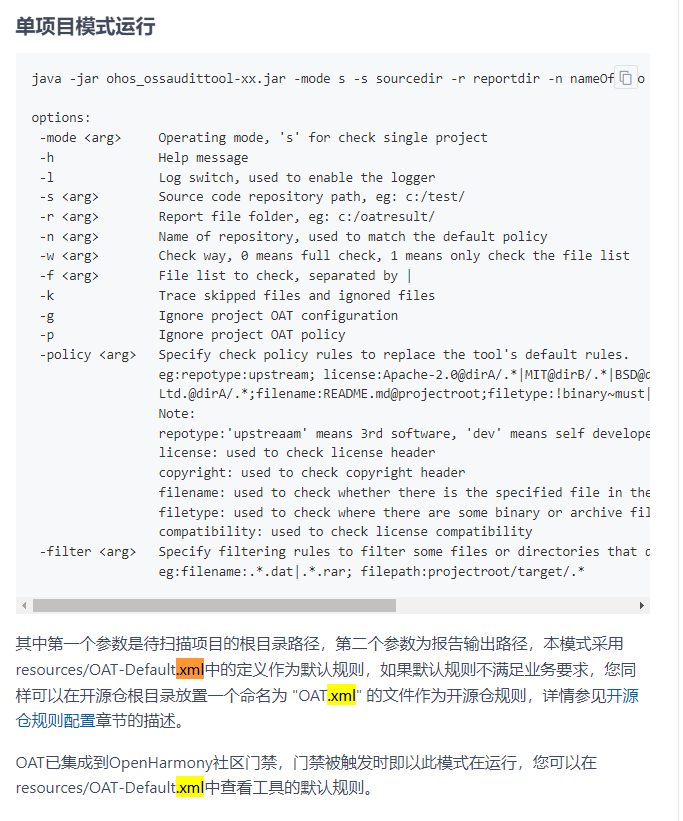 单项目模式运行
java -jar ohos_ossaudittool-xx.jar -mode s -s sourcedir -r reportdir -n nameOf
options:
-mode <arg> Operating mode, 's' for check single project
-h Help message
-l Log switch, used to enable the logger
-s <arg> Source code repository path, eg: c:/test/
-r <arg> Report file folder, eg: c:/oatresult/
-n <arg> Name of repository, used to match the default policy
-w <arg> Check way, 0 means full check, 1 means only check the file list
-f <arg> File list to check, separated by |
-k Trace skipped files and ignored files
-g Ignore project OAT configuration
-p Ignore project OAT policy
-policy <arg> Specify check policy rules to replace the tool's default rules.
eg:repotype:upstream; license:Apache-2.0@dirA/.*|MIT@dirB/.*|BSD@
Ltd.@dirA/.*;filename:README.md@projectroot;filetype:!binary~must|
Note:
repotype:'upstreaam' means 3rd software, 'dev' means self develope
license: used to check license header
copyright: used to check copyright header
filename: used to check whether there is the specified file in the
filetype: used to check where there are some binary or archive fil
compatibility: used to check license compatibility
-filter <arg> Specify filtering rules to filter some files or directories that
eg:filename:.*.dat|.*.rar; filepath:projectroot/target/.*
其中第一个参数是待扫描项目的根目录路径，第二个参数为报告输出路径，本模式采用
resources/OAT-Default.xml中的定义作为默认规则，如果默认规则不满足业务要求，您同
样可以在开源仓根目录放置一个命名为 "OAT.xml" 的文件作为开源仓规则，详情参见开源
仓规则配置章节的描述。
OAT已集成到OpenHarmony社区门禁，门禁被触发时即以此模式在运行，您可以在
resources/OAT-Default.xml中查看工具的默认规则。